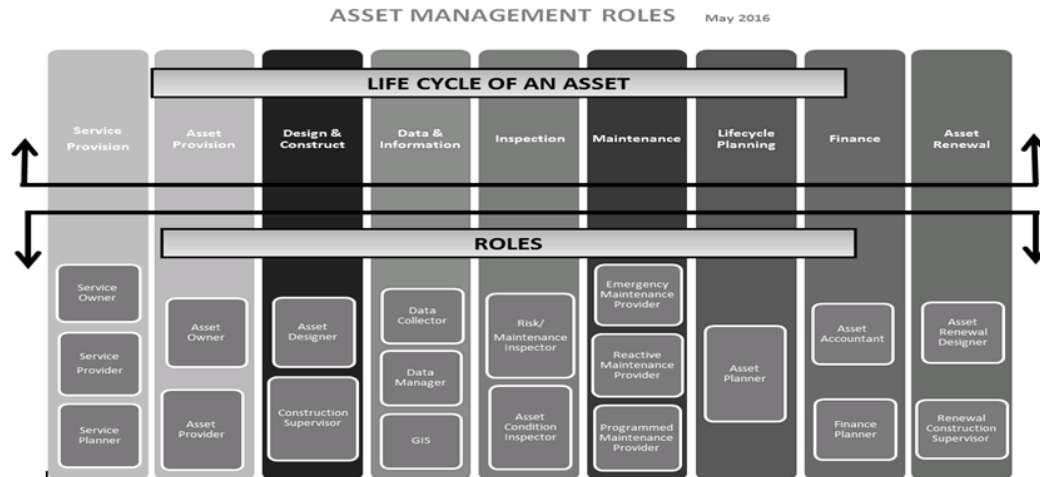 ASSET MANAGEMENT ROLES May 2016
LIFE CYCLE OF AN ASSET
Service
Provision
Asset
Provision
Design &
Construct
Data &
Information
Inspection
Maintenance
Lifecycle
Planning
Finance
Asset
Renewal
ROLES
Service
Owner
Service
Provider
Service
Planner
Asset
Owner
Asset
Provider
Asset
Designer
Construction
Supervisor
Data
Collector
Data
Manager
GIS
Risk/
Maintenance
Inspector
Asset
Condition
Inspector
Emergency
Maintenance
Provider
Reactive
Maintenance
Provider
Programmed
Maintenance
Provider
Asset
Planner
Asset
Accountant
Finance
Planner
Asset
Renewal
Designer
Renewal
Construction
Supervisor